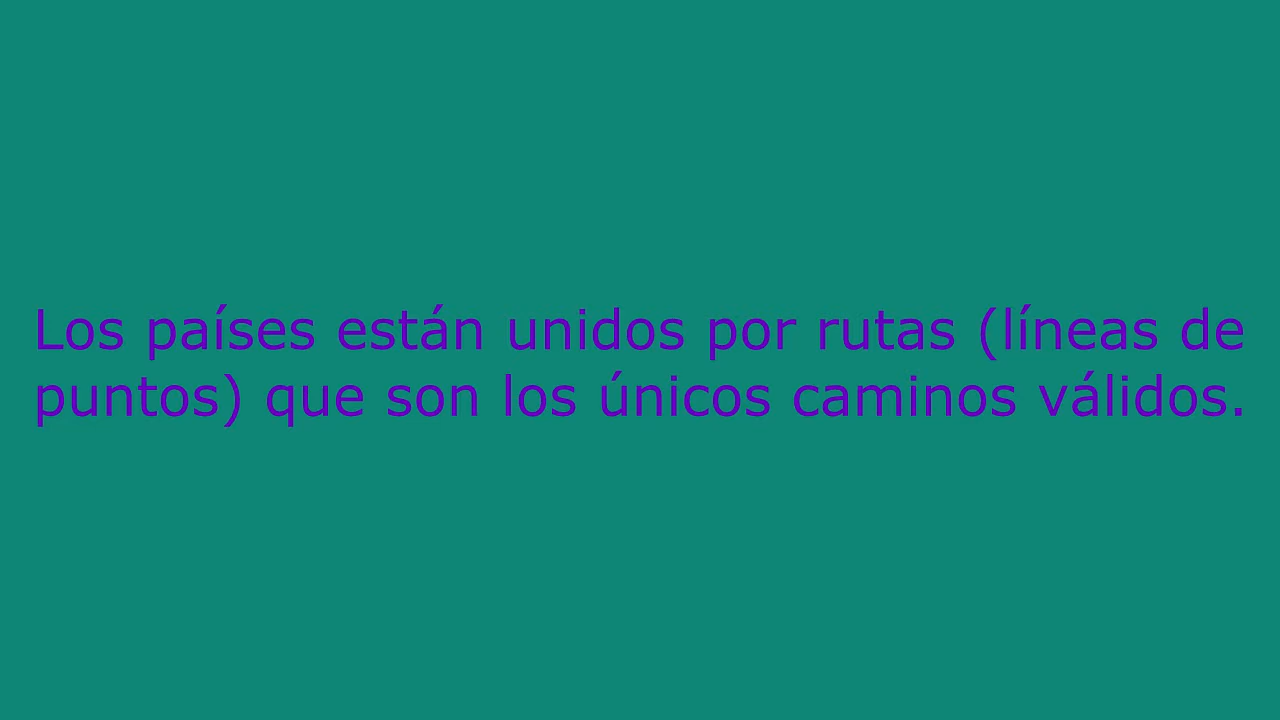 Los países están unidos por rutas (líneas de
puntos) que son los únicos caminos válidos.